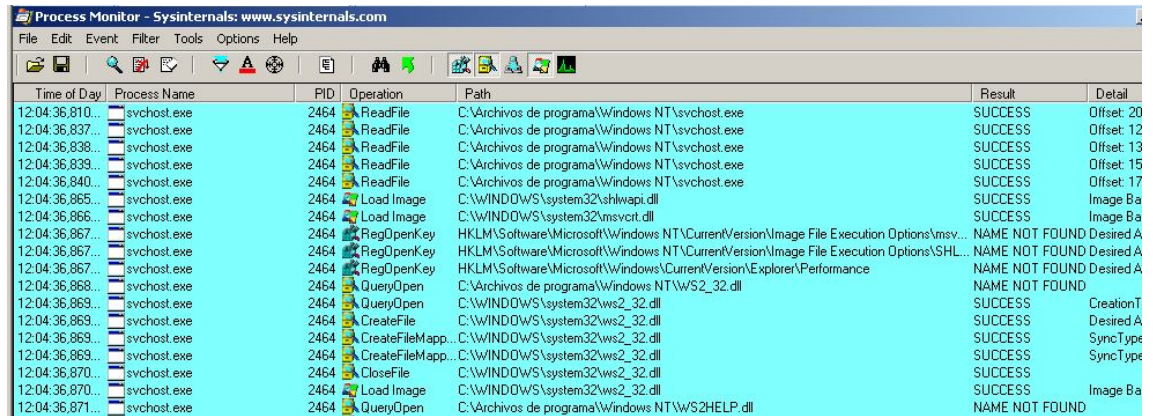 Process Monitor - Sysinternals: www.sysinternals.com
File Edit Event Filter Tools Options Help
Time of Day Process Name PID Operation Path Result Detail
12:04:36,810... svchost.exe 2464 ReadFile C:\Archivos de programa\Windows NT\svchost.exe SUCCESS Offset: 20
12:04:36,837... svchost.exe 2464 ReadFile C:\Archivos de programa\Windows NT\svchost.exe SUCCESS Offset: 12
12:04:36,838... svchost.exe 2464 ReadFile C:\Archivos de programa\Windows NT\svchost.exe SUCCESS Offset: 13
12:04:36,839... svchost.exe 2464 ReadFile C:\Archivos de programa\Windows NT\svchost.exe SUCCESS Offset: 15
12:04:36,840... svchost.exe 2464 ReadFile C:\Archivos de programa\Windows NT\svchost.exe SUCCESS Offset: 17
12:04:36,865... svchost.exe 2464 Load Image C:\WINDOWS\system32\shlwapi.dll SUCCESS Image Ba
12:04:36,866... svchost.exe 2464 Load Image C:\WINDOWS\system32\msvcrt.dll SUCCESS Image Ba
12:04:36,867... svchost.exe 2464 RegOpenKey HKLM\Software\Microsoft\Windows NT\CurrentVersion\Image File Execution Options\msv... NAME NOT FOUND Desired A
12:04:36,867... svchost.exe 2464 RegOpenKey HKLM\Software\Microsoft\Windows NT\CurrentVersion\Image File Execution Options\SHL... NAME NOT FOUND Desired A
12:04:36,867... svchost.exe 2464 RegOpenKey HKLM\Software\Microsoft\Windows\CurrentVersion\Explorer\Performance NAME NOT FOUND Desired A
12:04:36,868... svchost.exe 2464 QueryOpen C:\Archivos de programa\Windows NT\WS2_32.dll NAME NOT FOUND
12:04:36,869... svchost.exe 2464 QueryOpen C:\WINDOWS\system32\ws2_32.dll SUCCESS CreationT
12:04:36,869... svchost.exe 2464 CreateFile C:\WINDOWS\system32\ws2_32.dll SUCCESS Desired A
12:04:36,869... svchost.exe 2464 CreateFileMapp... C:\WINDOWS\system32\ws2_32.dll SUCCESS SyncType
12:04:36,869... svchost.exe 2464 CreateFileMapp... C:\WINDOWS\system32\ws2_32.dll SUCCESS SyncType
12:04:36,870... svchost.exe 2464 CloseFile C:\WINDOWS\system32\ws2_32.dll SUCCESS
12:04:36,870... svchost.exe 2464 Load Image C:\WINDOWS\system32\ws2_32.dll SUCCESS Image Ba
12:04:36,871... svchost.exe 2464 QueryOpen C:\Archivos de programa\Windows NT\WS2HELP.dll NAME NOT FOUND